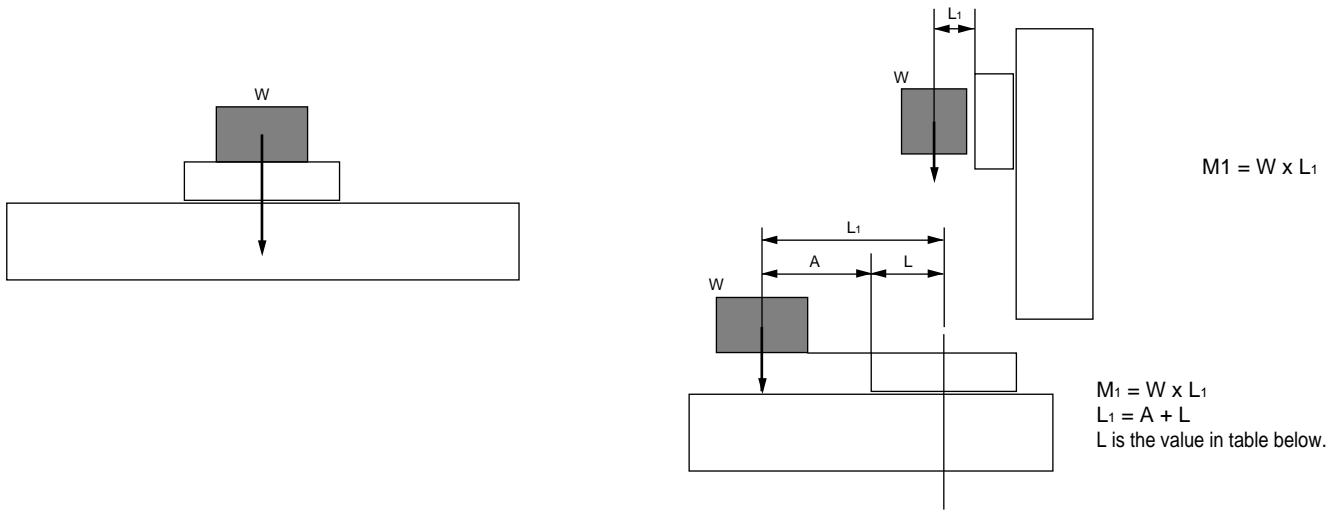 W
L₁
W
M1 = W x L₁
L₁
A L
W
M₁ = W x L₁
L₁ = A + L
L is the value in table below.